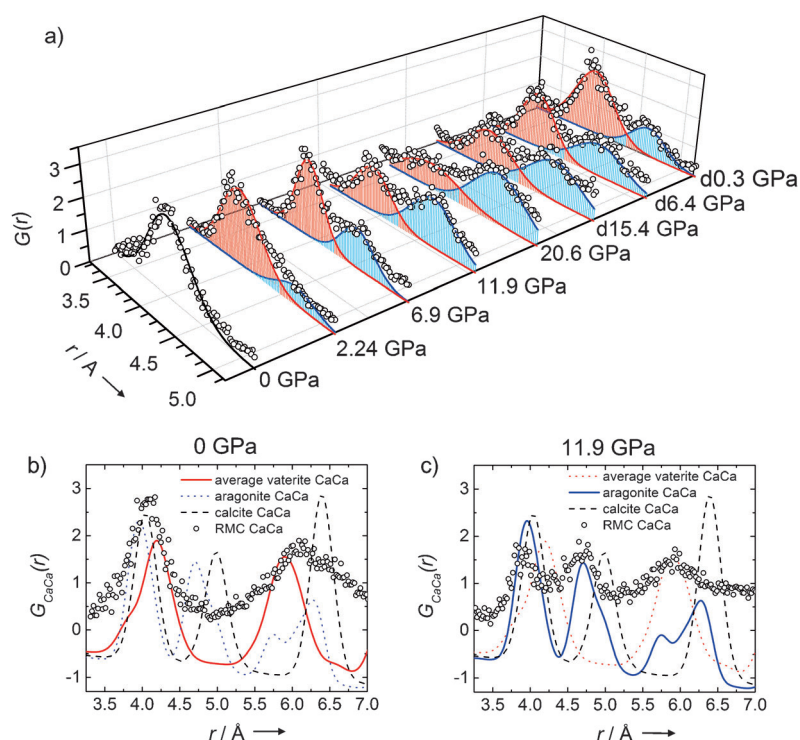 a)
G(r)
3
2
1
0
3.5
4.0
4.5
5.0
r / Å
0 GPa
2.24 GPa
6.9 GPa
11.9 GPa
20.6 GPa
d15.4 GPa
d6.4 GPa
d0.3 GPa
b)
0 GPa
average vaterite CaCa
aragonite CaCa
calcite CaCa
RMC CaCa
G_CaCa(r)
3
2
1
0
-1
3.5 4.0 4.5 5.0 5.5 6.0 6.5 7.0
r / Å
c)
11.9 GPa
average vaterite CaCa
aragonite CaCa
calcite CaCa
RMC CaCa
G_CaCa(r)
3
2
1
0
-1
3.5 4.0 4.5 5.0 5.5 6.0 6.5 7.0
r / Å